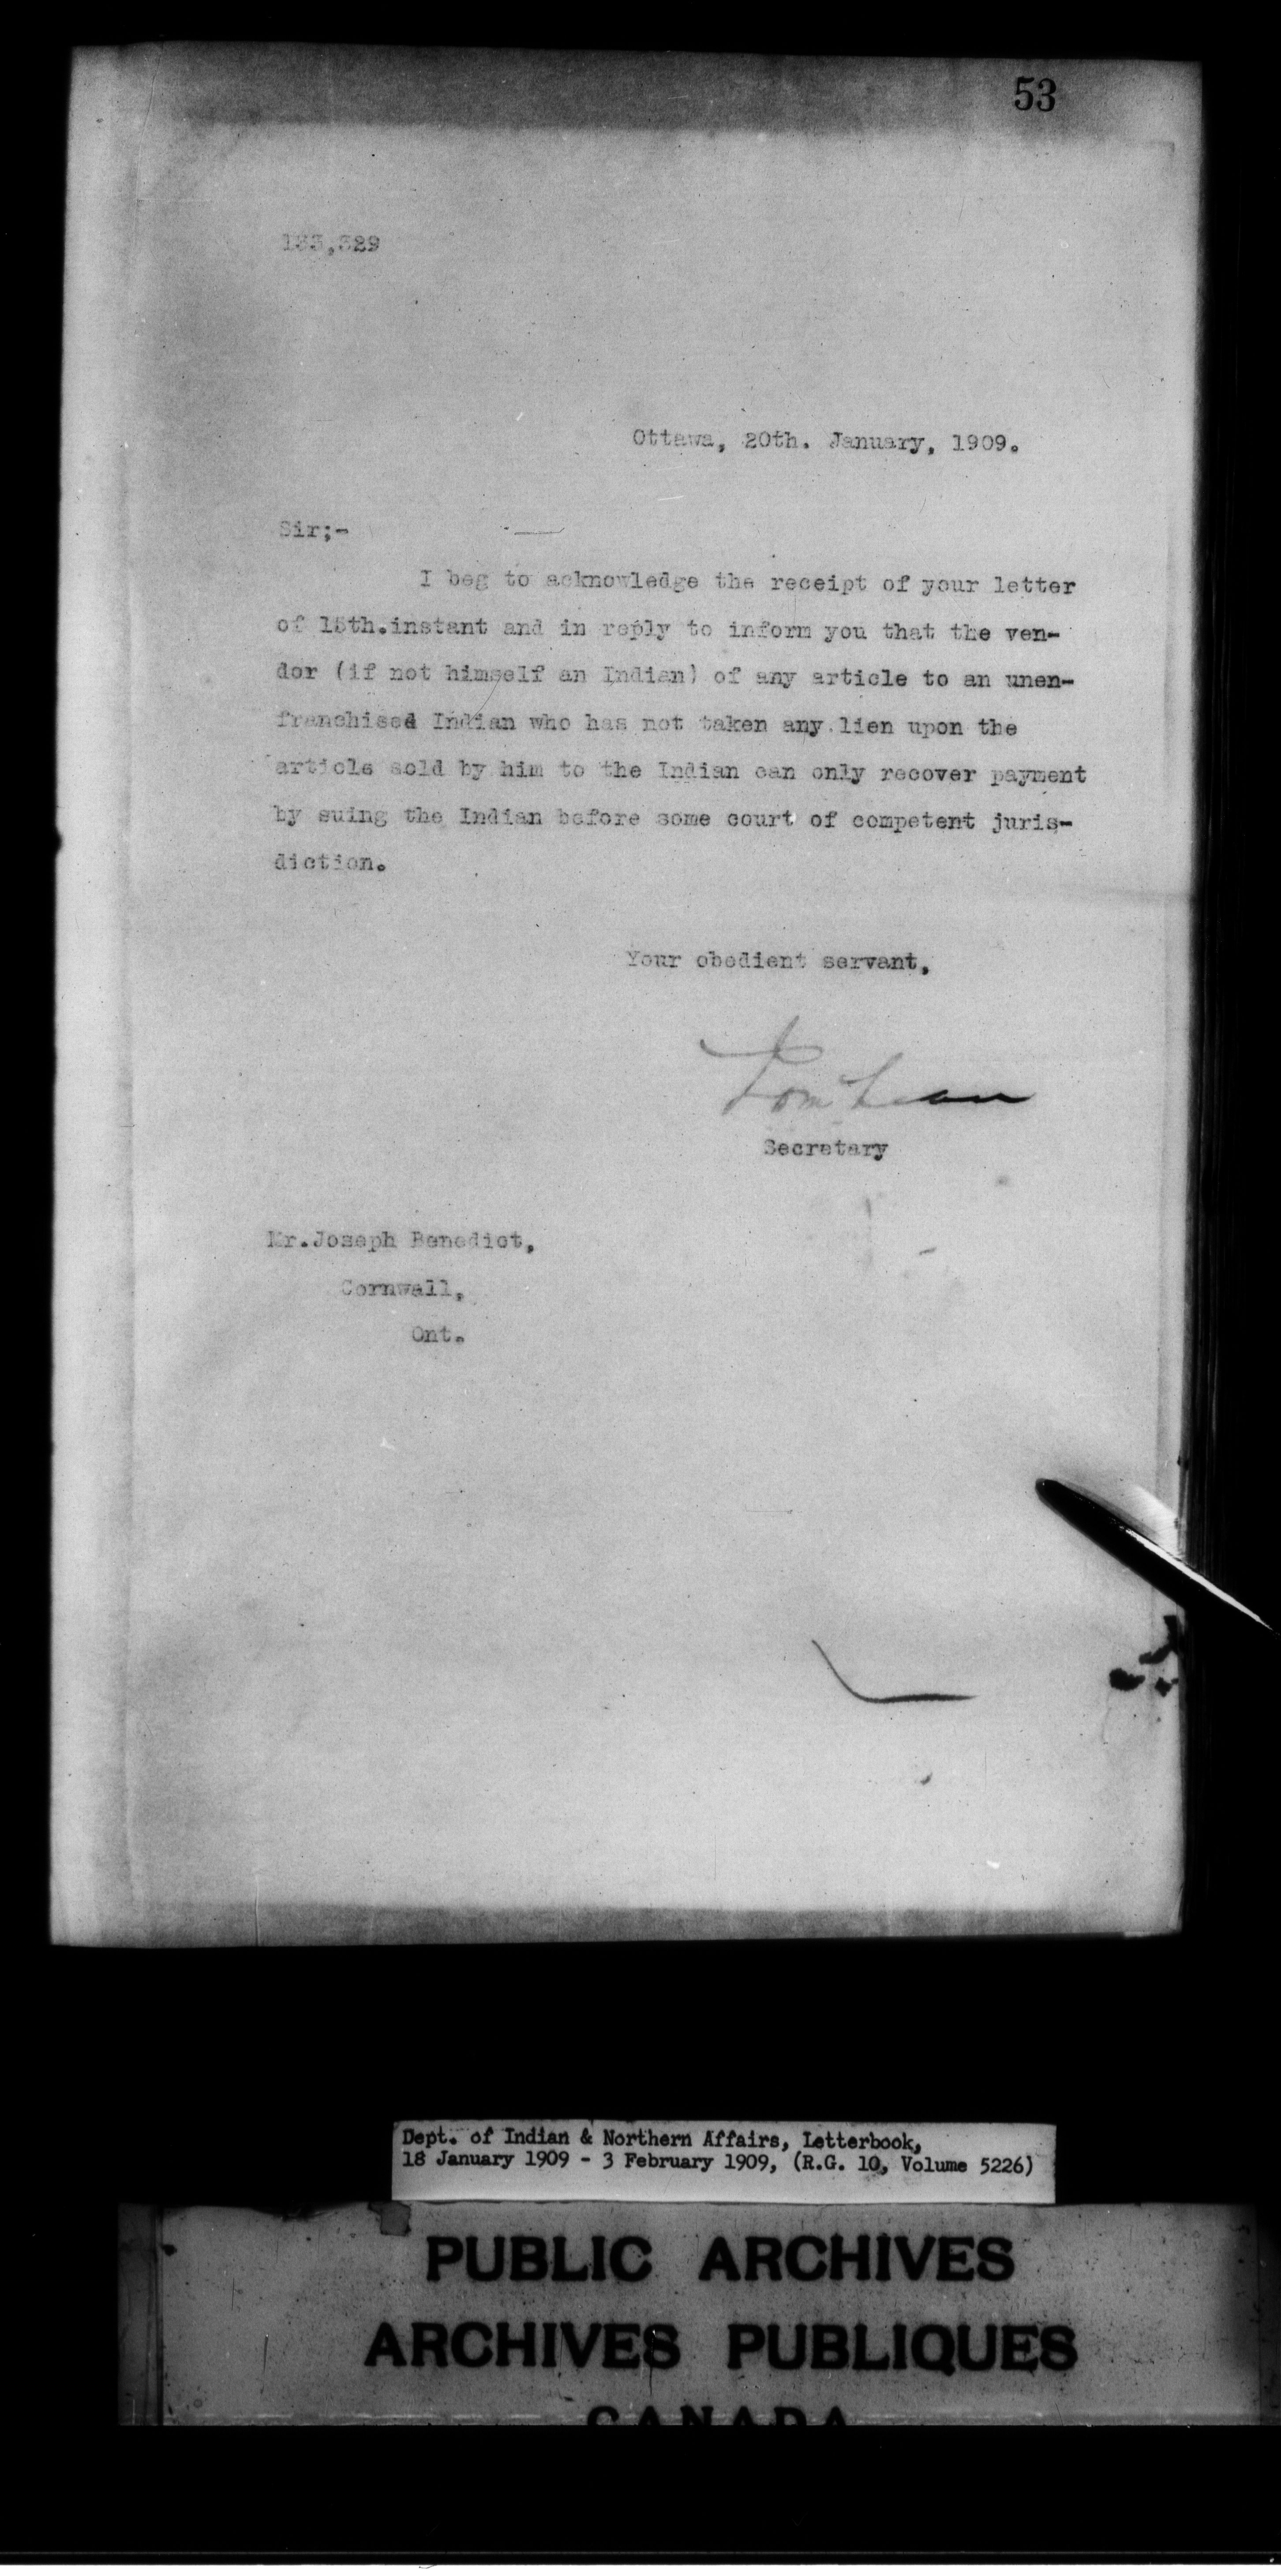 53
133,329
Ottawa, 20th. January, 1909.
Sir;-
I beg to acknowledge the receipt of your letter
of 15th.instant and in reply to inform you that the ven-
dor (if not himself an Indian) of any article to an unen-
franchised Indian who has not taken any lien upon the
article sold by him to the Indian can only recover payment
by suing the Indian before some court of competent juris-
diction.
Your obedient servant,
Secretary
Mr.Joseph Benedict,
Cornwall,
Ont.
Dept. of Indian & Northern Affairs, Letterbook,
18 January 1909 - 3 February 1909, (R.G. 10, Volume 5226)
PUBLIC ARCHIVES
ARCHIVES PUBLIQUES
CANADA